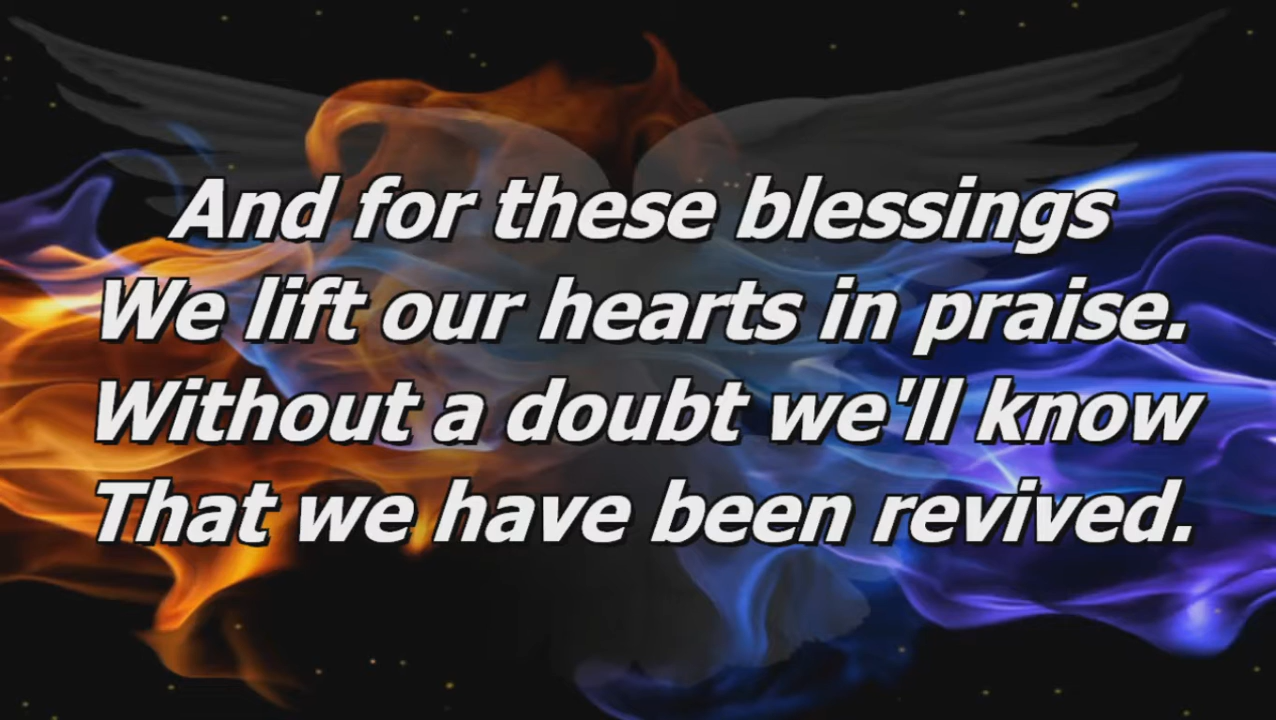 And for these blessings
We lift our hearts in praise.
Without a doubt we'll know
That we have been revived.